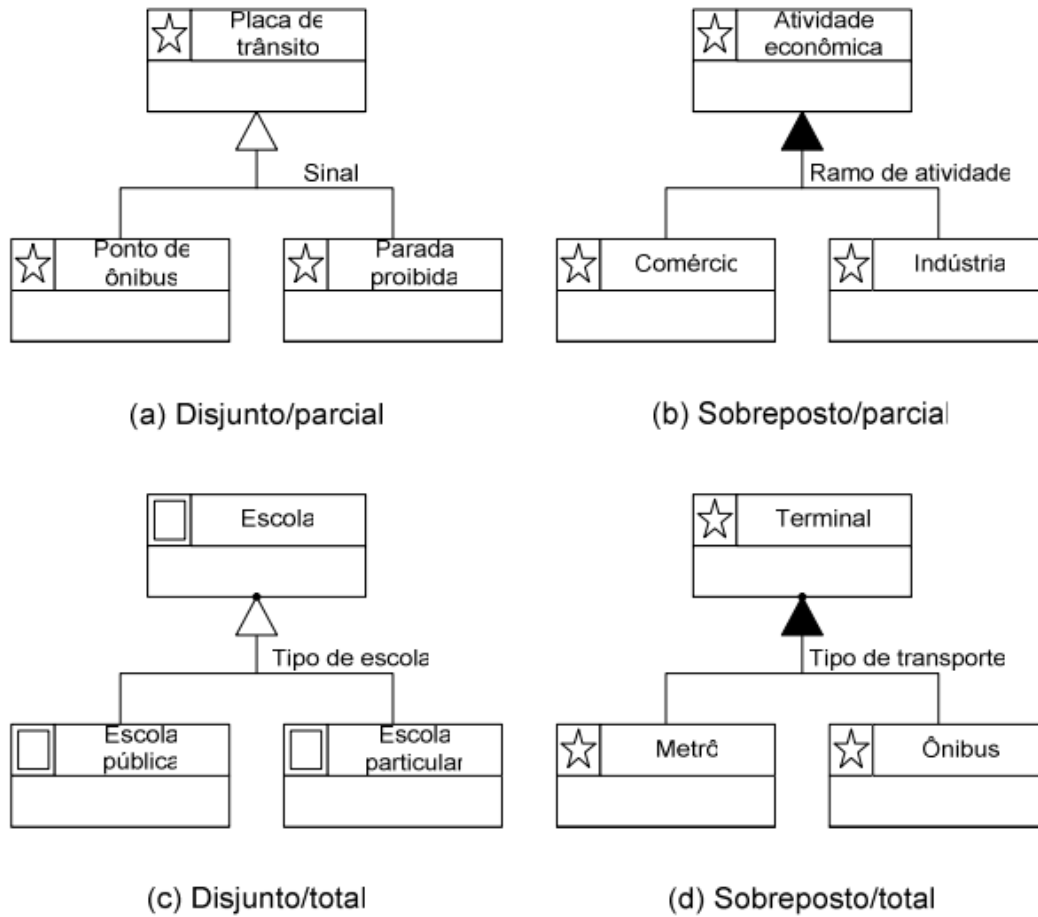 Placa de
trânsito
Sinal
Ponto de
ônibus
Parada
proibida
(a) Disjunto/parcial
Atividade
econômica
Ramo de atividade
Comércio
Indústria
(b) Sobreposto/parcial
Escola
Tipo de escola
Escola
pública
Escola
particular
(c) Disjunto/total
Terminal
Tipo de transporte
Metrô
Ônibus
(d) Sobreposto/total